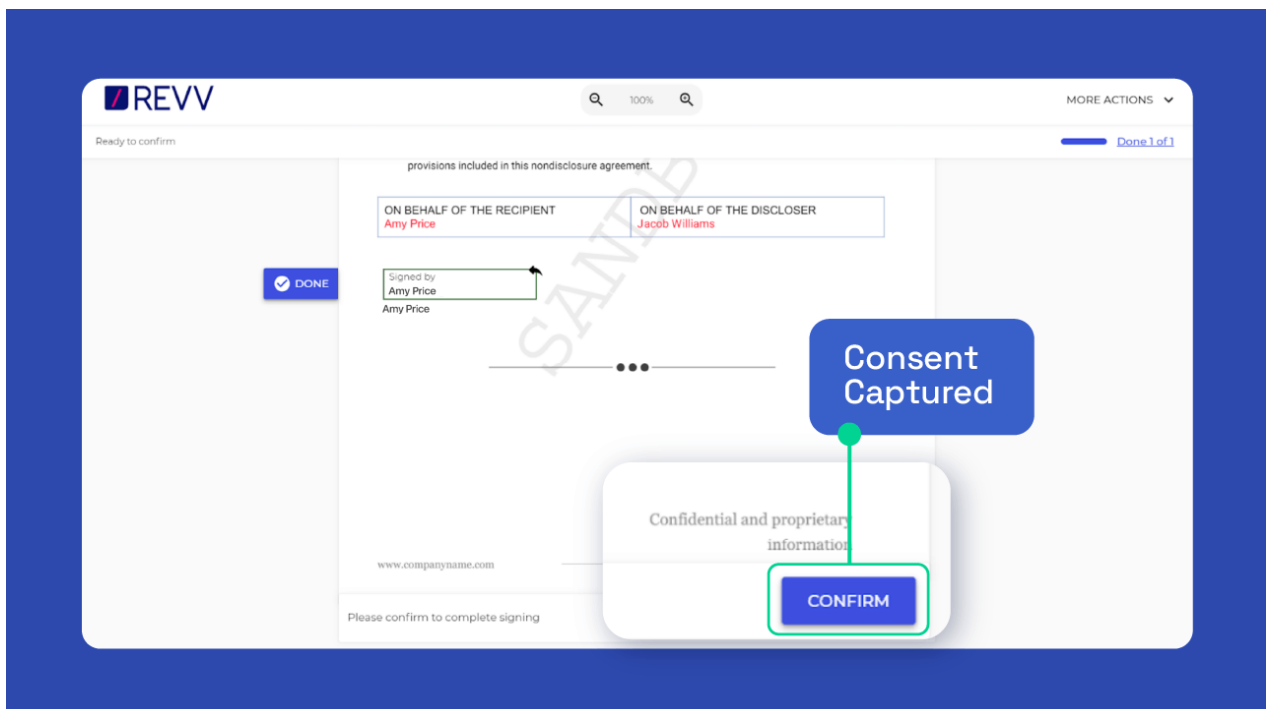 REVV
100%
MORE ACTIONS
Ready to confirm
Done 1 of 1
provisions included in this nondisclosure agreement.
ON BEHALF OF THE RECIPIENT
Amy Price
ON BEHALF OF THE DISCLOSER
Jacob Williams
DONE
Signed by
Amy Price
Amy Price
SANDB
Consent
Captured
Confidential and proprietary
information
www.companyname.com
CONFIRM
Please confirm to complete signing